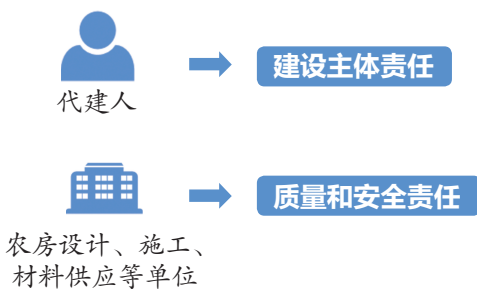 建设主体责任
代建人
质量和安全责任
农房设计、施工、
材料供应等单位